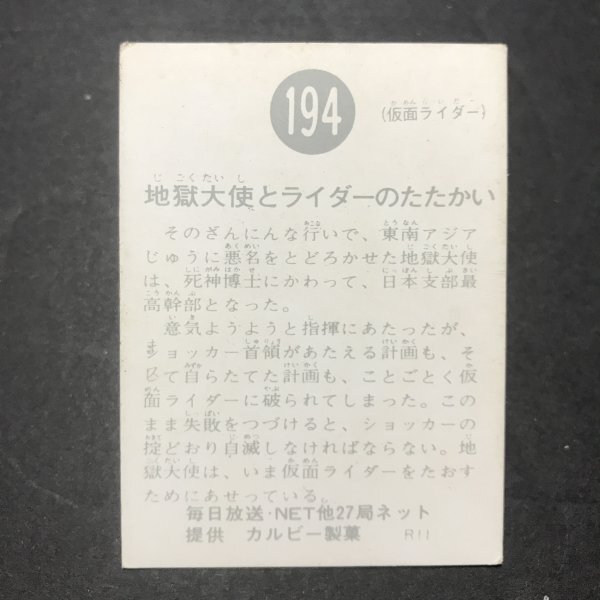 194
(仮面ライダー)
地獄大使とライダーのたたかい
そのざんにんな行いで、東南アジア
じゅうに悪名をとどろかせた地獄大使
は、死神博士にかわって、日本支部最
高幹部となった。
意気ようようと指揮にあたったが、
ショッカー首領があたえる計画も、そ
して自らたてた計画も、ことごとく仮
面ライダーに破られてしまった。この
まま失敗をつづけると、ショッカーの
掟どおり自滅しなければならない。地
獄大使は、いま仮面ライダーをたおす
ためにあせっている。
毎日放送・NET他27局ネット
提供 カルビー製菓 R11